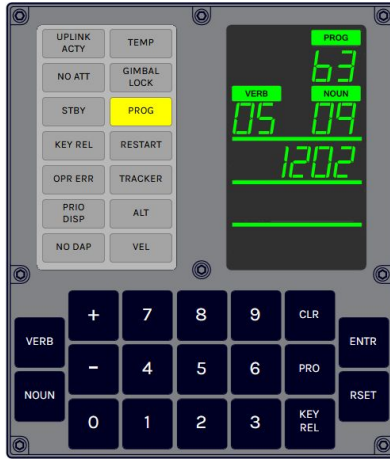 UPLINK ACTY
TEMP
NO ATT
GIMBAL LOCK
STBY
PROG
KEY REL
RESTART
OPR ERR
TRACKER
PRIO DISP
ALT
NO DAP
VEL
PROG
63
VERB NOUN
05 09
1202
VERB
NOUN
+ 7 8 9 CLR
- 4 5 6 PRO
0 1 2 3 KEY REL
ENTR
RSET